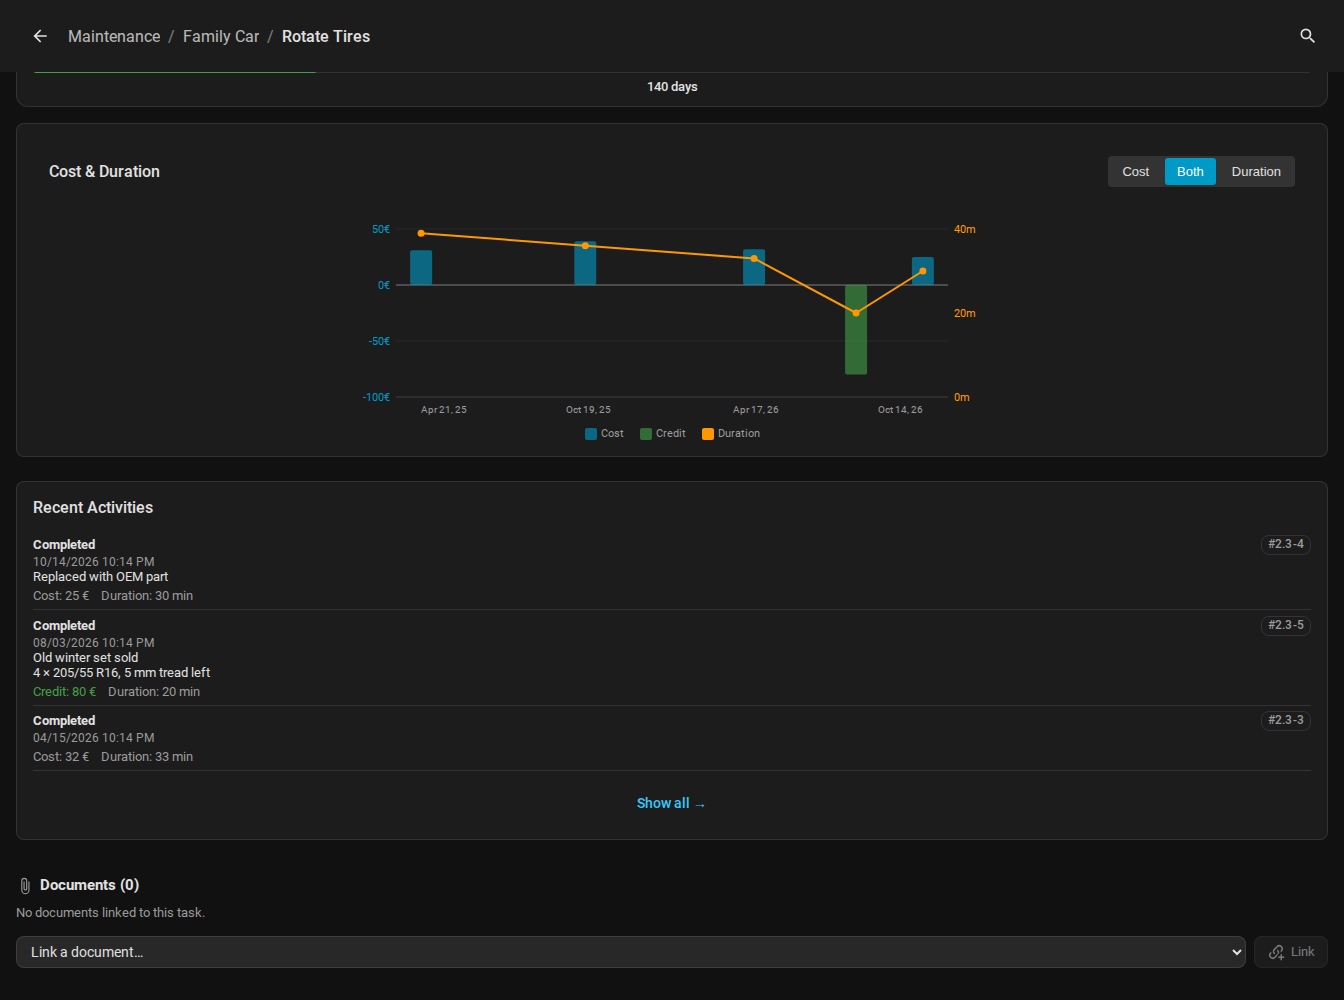 Maintenance / Family Car / Rotate Tires
140 days
Cost & Duration
Cost Both Duration
50€ 40m
0€
20m
-50€
-100€ 0m
Apr 21, 25 Oct 19, 25 Apr 17, 26 Oct 14, 26
Cost Credit Duration
Recent Activities
Completed #2.3-4
10/14/2026 10:14 PM
Replaced with OEM part
Cost: 25 € Duration: 30 min
Completed #2.3-5
08/03/2026 10:14 PM
Old winter set sold
4 × 205/55 R16, 5 mm tread left
Credit: 80 € Duration: 20 min
Completed #2.3-3
04/15/2026 10:14 PM
Cost: 32 € Duration: 33 min
Show all →
Documents (0)
No documents linked to this task.
Link a document… Link